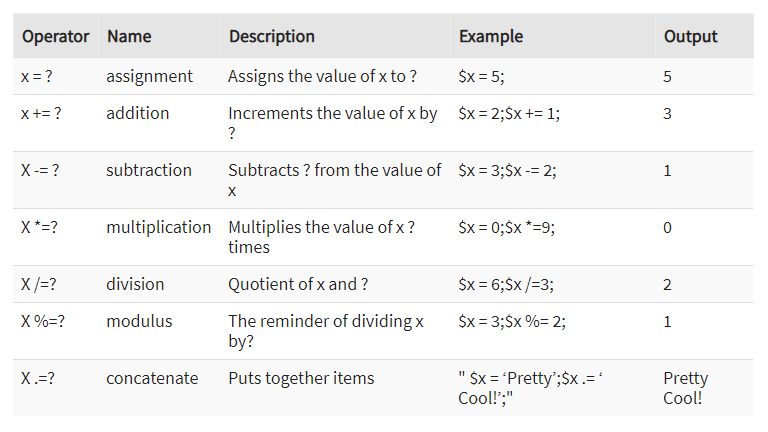 Operator Name Description Example Output
x = ? assignment Assigns the value of x to ? $x = 5; 5
x += ? addition Increments the value of x by $x = 2;$x += 1; 3
?
X -= ? subtraction Subtracts ? from the value of $x = 3;$x -= 2; 1
x
X *=? multiplication Multiplies the value of x ? $x = 0;$x *=9; 0
times
X /=? division Quotient of x and ? $x = 6;$x /=3; 2
X %=? modulus The reminder of dividing x $x = 3;$x %= 2; 1
by?
X .=? concatenate Puts together items " $x = ‘Pretty’;$x .= ‘ Pretty
Cool!’;" Cool!